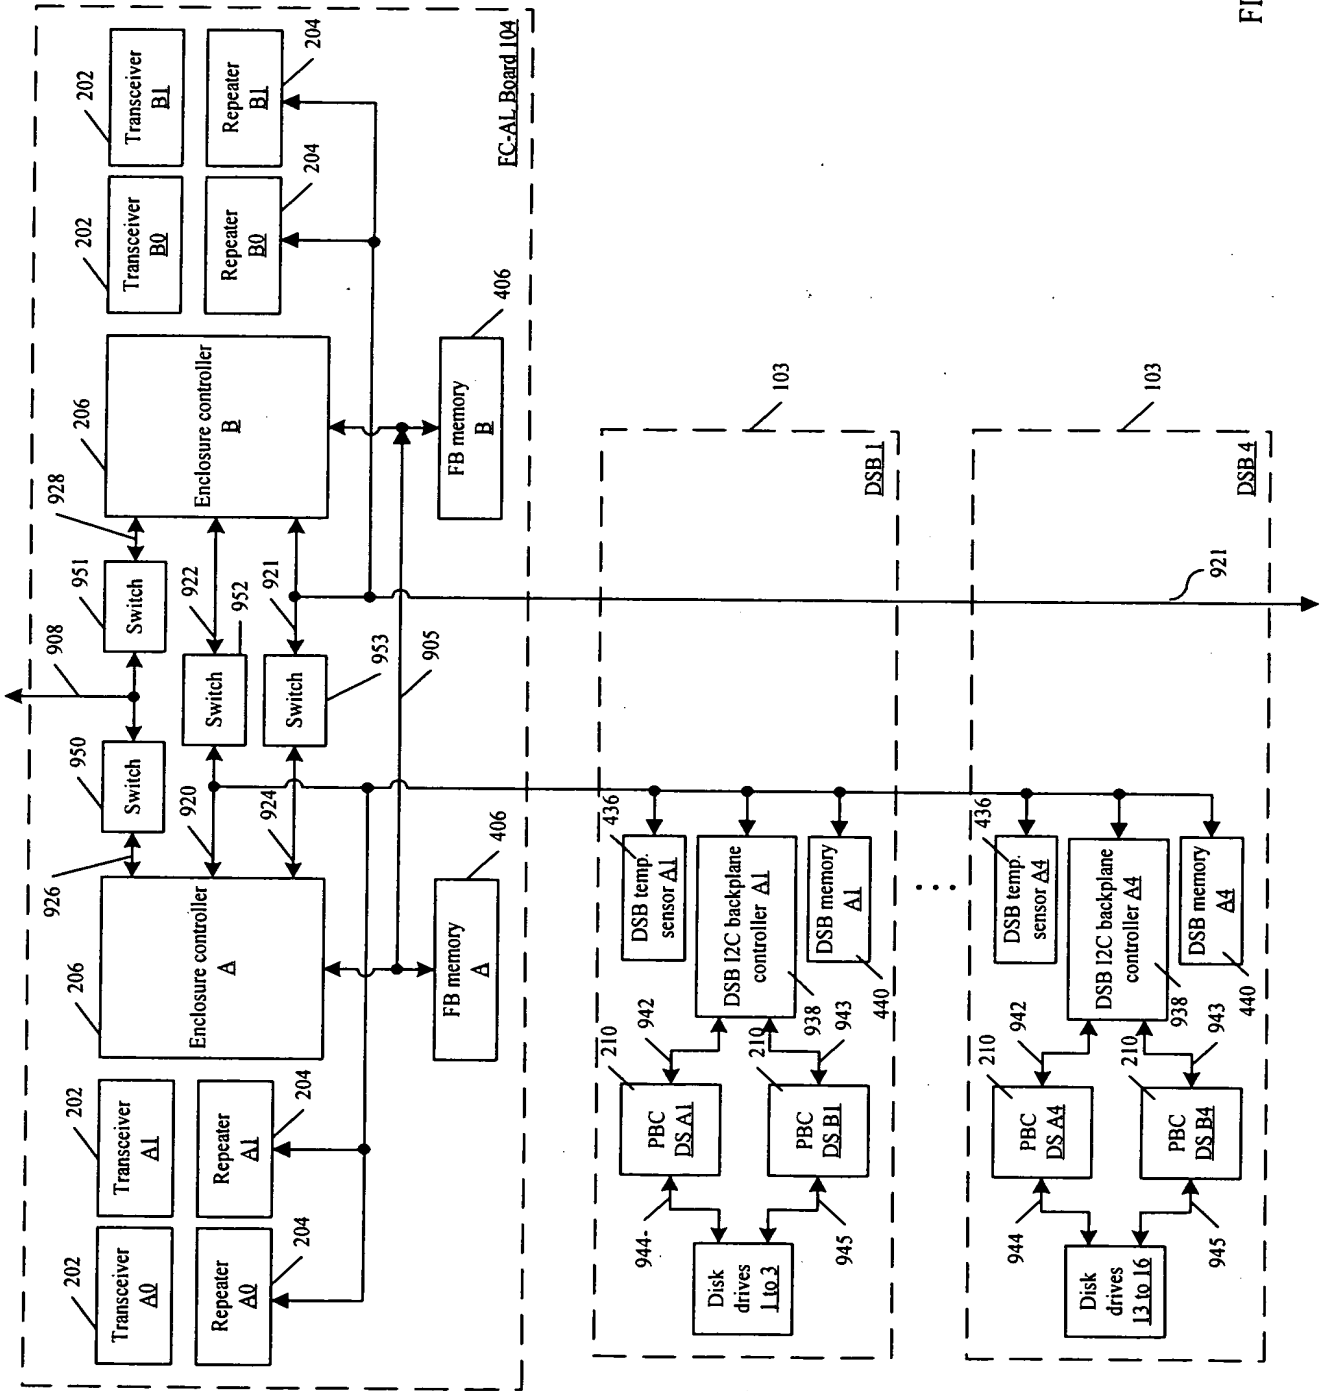 FI
FC-AL Board 104
202
Transceiver
A0
202
Transceiver
A1
204
Repeater
A0
204
Repeater
A1
206
Enclosure controller
A
926
920
924
950
Switch
908
951
Switch
928
922
952
Switch
921
953
Switch
905
206
Enclosure controller
B
202
Transceiver
B0
202
Transceiver
B1
204
Repeater
B0
204
Repeater
B1
406
FB memory
A
406
FB memory
B
103
DSB 1
436
DSB temp.
sensor A1
DSB I2C backplane
controller A1
938
DSB memory
A1
440
942
943
210
PBC
DS A1
210
PBC
DS B1
944-
945
Disk
drives
1 to 3
. . .
103
DSB 4
921
436
DSB temp.
sensor A4
DSB I2C backplane
controller A4
938
DSB memory
A4
440
942
943
210
PBC
DS A4
210
PBC
DS B4
944
945
Disk
drives
13 to 16